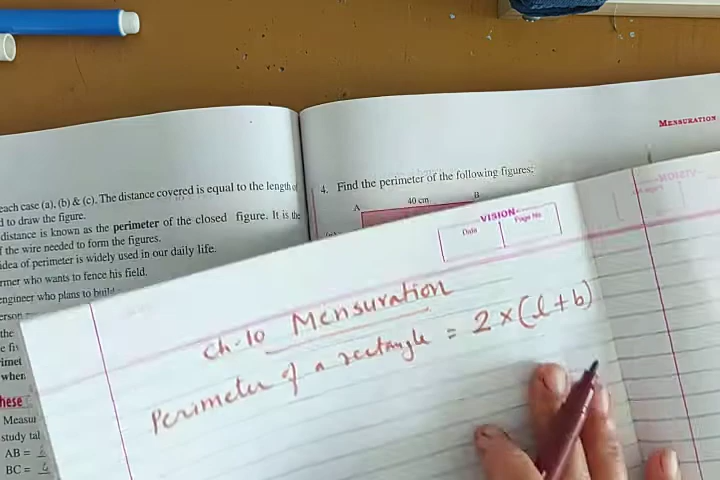 MENSURATION
each case (a), (b) & (c). The distance covered is equal to the length of
to draw the figure.
distance is known as the perimeter of the closed figure. It is the
the wire needed to form the figures.
idea of perimeter is widely used in our daily life.
who wants to fence his field.
engineer who plans to build
the
when
Measur
study tal
AB =
BC =
4. Find the perimeter of the following figures:
A 40 cm B
VISION
Date Page No
Ch-10 Mensuration
Perimeter of a rectangle = 2 × (l + b)